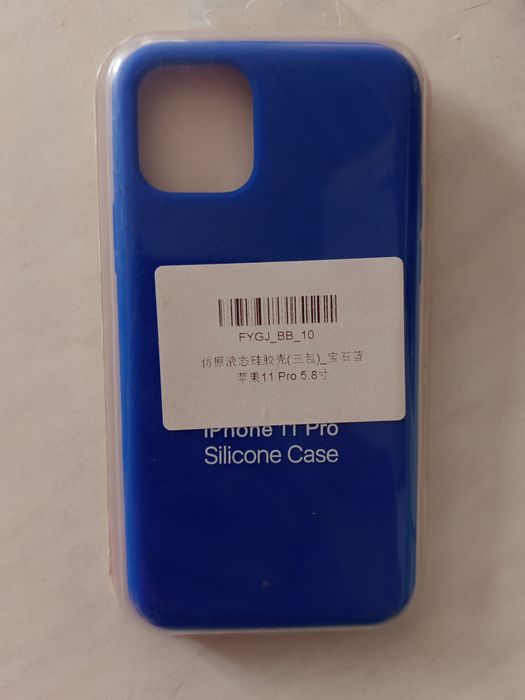 FYGJ_BB_10
仿原液态硅胶壳(三包)_宝石蓝
苹果11 Pro 5.8寸
iPhone 11 Pro
Silicone Case